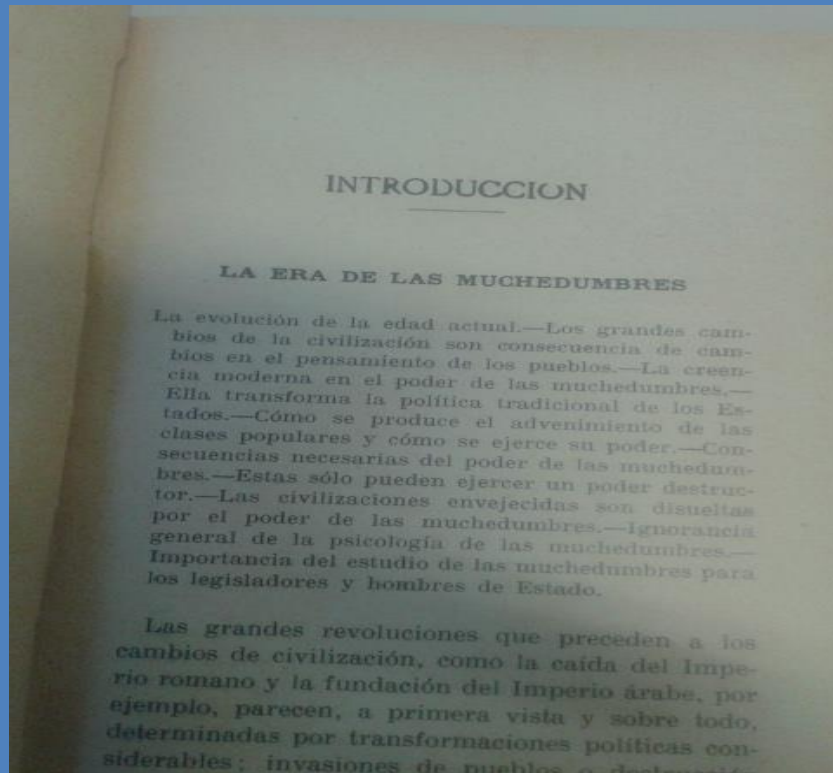 INTRODUCCION
LA ERA DE LAS MUCHEDUMBRES
La evolución de la edad actual.—Los grandes cam-
bios de la civilización son consecuencia de cam-
bios en el pensamiento de los pueblos.—La creen-
cia moderna en el poder de las muchedumbres.—
Ella transforma la política tradicional de los Es-
tados.—Cómo se produce el advenimiento de las
clases populares y cómo se ejerce su poder.—Con-
secuencias necesarias del poder de las muchedum-
bres.—Estas sólo pueden ejercer un poder destruc-
tor.—Las civilizaciones envejecidas son disueltas
por el poder de las muchedumbres.—Ignorancia
general de la psicología de las muchedumbres.—
Importancia del estudio de las muchedumbres para
los legisladores y hombres de Estado.
Las grandes revoluciones que preceden a los
cambios de civilización, como la caída del Impe-
rio romano y la fundación del Imperio árabe, por
ejemplo, parecen, a primera vista y sobre todo,
determinadas por transformaciones políticas con-
siderables; invasiones de pueblos